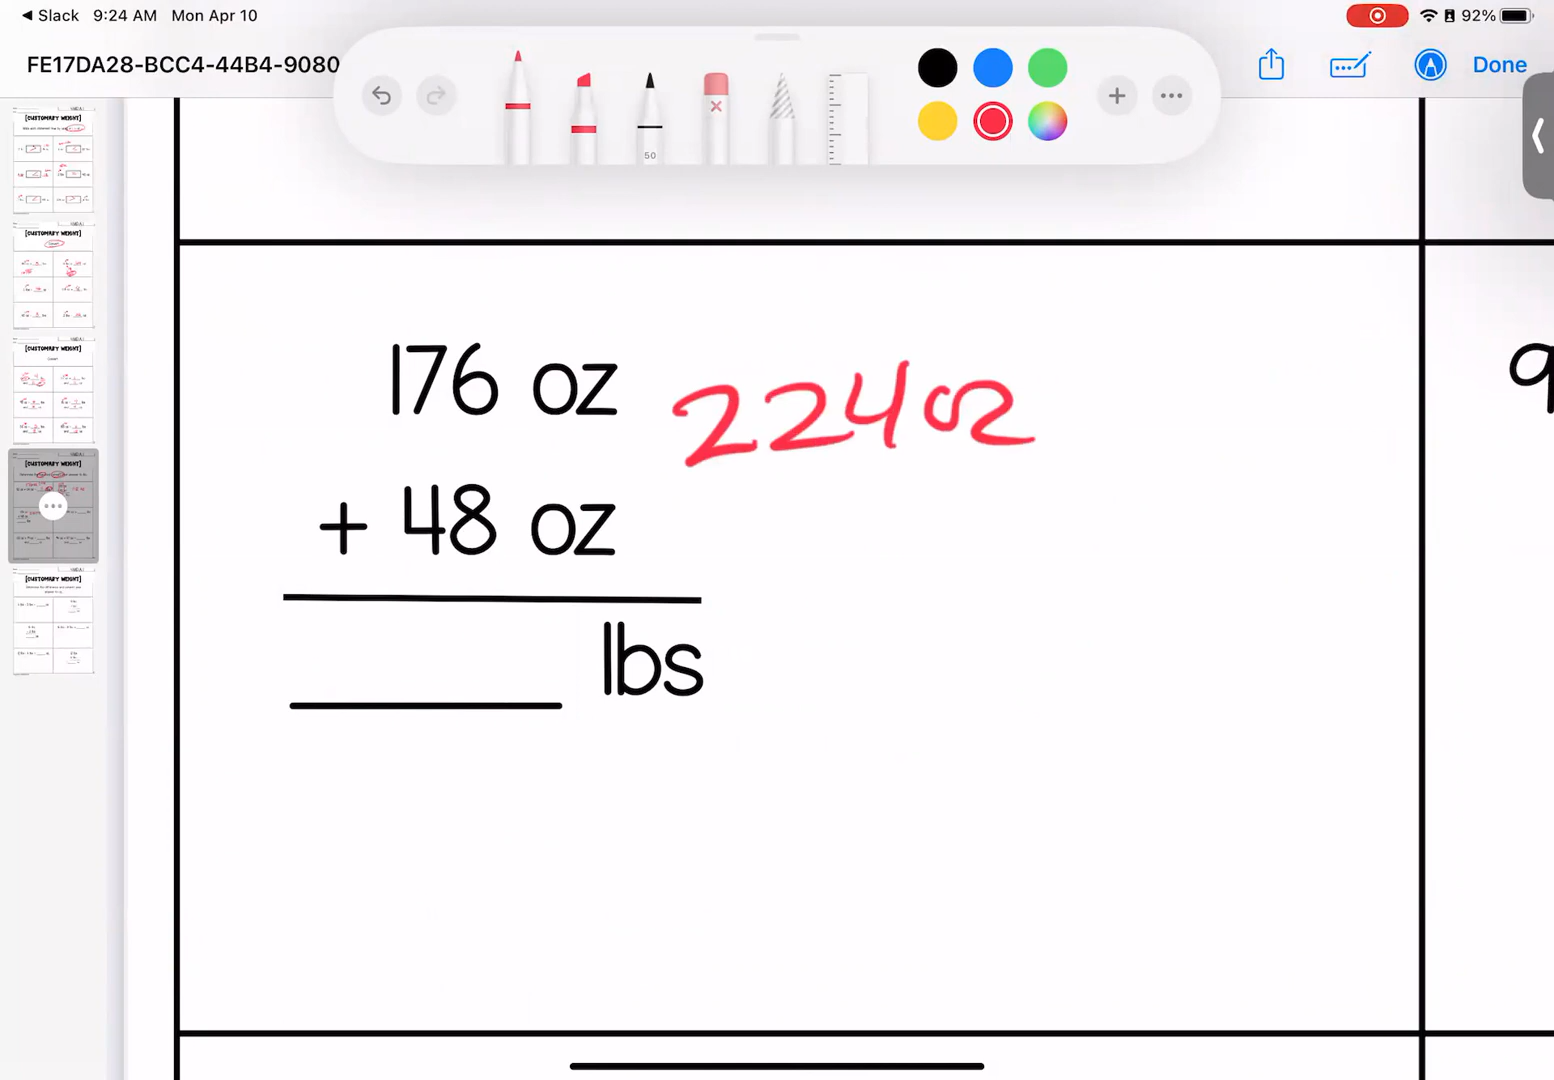 Slack 9:24 AM Mon Apr 10 92%
FE17DA28-BCC4-44B4-9080
Done
50
[CUSTOMARY WEIGHT]
[CUSTOMARY WEIGHT]
[CUSTOMARY WEIGHT]
[CUSTOMARY WEIGHT]
[CUSTOMARY WEIGHT]
176 oz 224oz
+ 48 oz
lbs
9